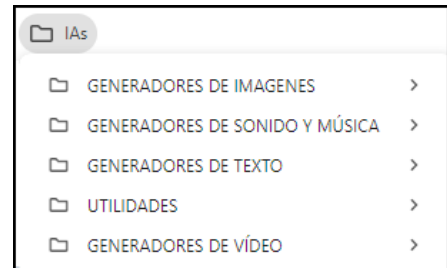 IAs
GENERADORES DE IMAGENES
GENERADORES DE SONIDO Y MÚSICA
GENERADORES DE TEXTO
UTILIDADES
GENERADORES DE VÍDEO